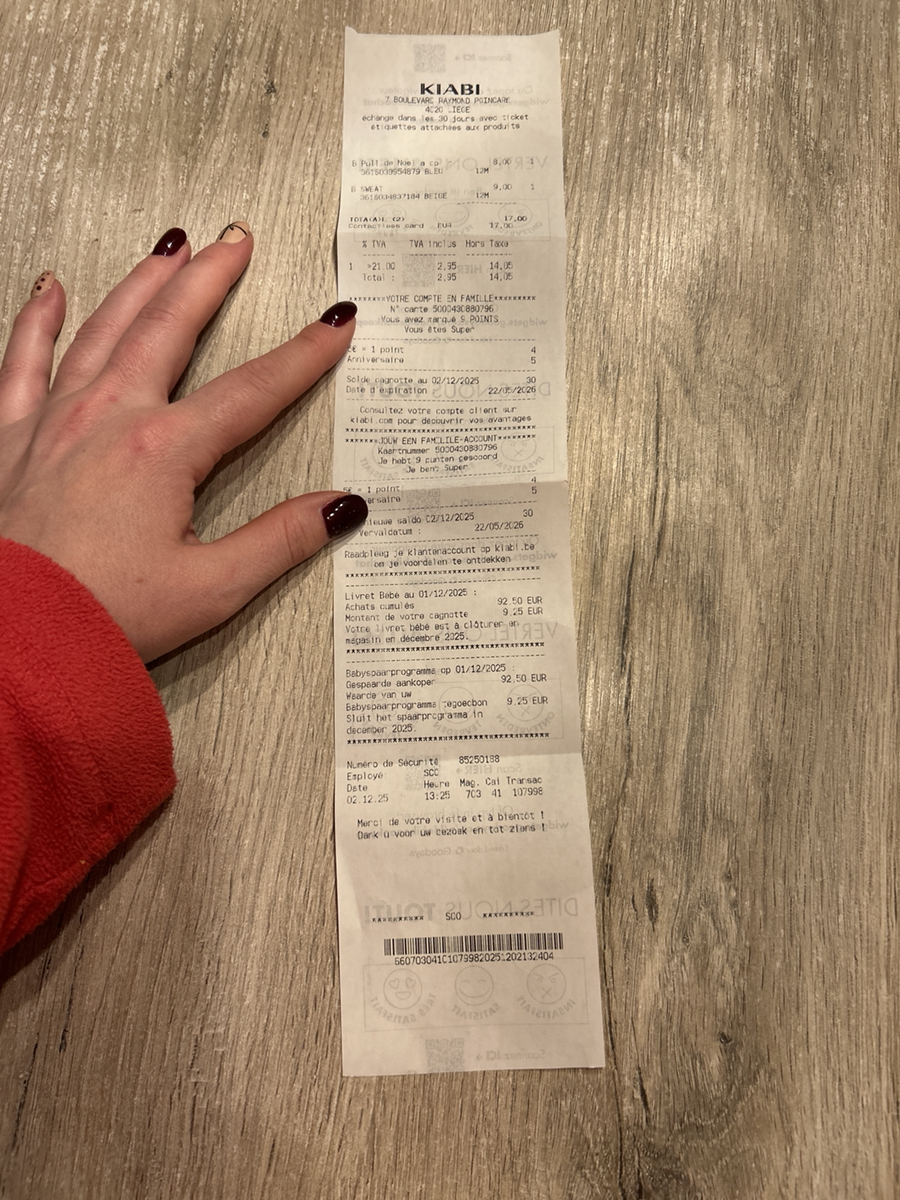 KIABI
7 BOULEVARD RAYMOND POINCARE
4020 LIEGE
échange dans les 30 jours avec ticket
étiquettes attachées aux produits
B Pull de Noel a cp 8,00 1
3616039954879 BLEU 12M
B SWEAT 9,00 1
3616034837184 BEIGE 12M
TOTA(A)L (2) 17,00
Contactless card EUR 17,00
% TVA TVA inclus Hors Taxe
1 >21.00 2,95 14,05
Total : 2,95 14,05
********VOTRE COMPTE EN FAMILLE********
N° carte 5000430880796
Vous avez marqué 9 POINTS
Vous êtes Super
€ = 1 point 4
Anniversaire 5
Solde cagnotte au 02/12/2025 30
Date d'expiration 22/05/2026
Consultez votre compte client sur
kiabi.com pour découvrir vos avantages
*******JOUW EEN FAMILILE-ACCOUNT*******
Kaartnummer 5000430880796
Je hebt 9 punten gescoord
Je bent Super
€ = 1 point 4
ersaire 5
nieuwe saldo 02/12/2025 30
Vervaldatum : 22/05/2026
Raadpleeg je klantenaccount op kiabi.be
om je voordelen te ontdekken
***************************************
Livret Bébé au 01/12/2025 :
Achats cumulés 92,50 EUR
Montant de votre cagnotte 9,25 EUR
Votre livret bébé est à clôturer en
magasin en décembre 2025.
***************************************
Babyspaarprogramma op 01/12/2025 :
Gespaarde aankopen 92,50 EUR
Waarde van uw
Babyspaarprogramma tegoedbon 9,25 EUR
Sluit het spaarprogramma in
december 2025.
***************************************
Numéro de Sécurité 85250188
Employé SCO
Date Heure Mag. Cai Transac
02.12.25 13:25 703 41 107998
Merci de votre visite et à bientôt !
Dank u voor uw bezoek en tot ziens !
********** SCO **********